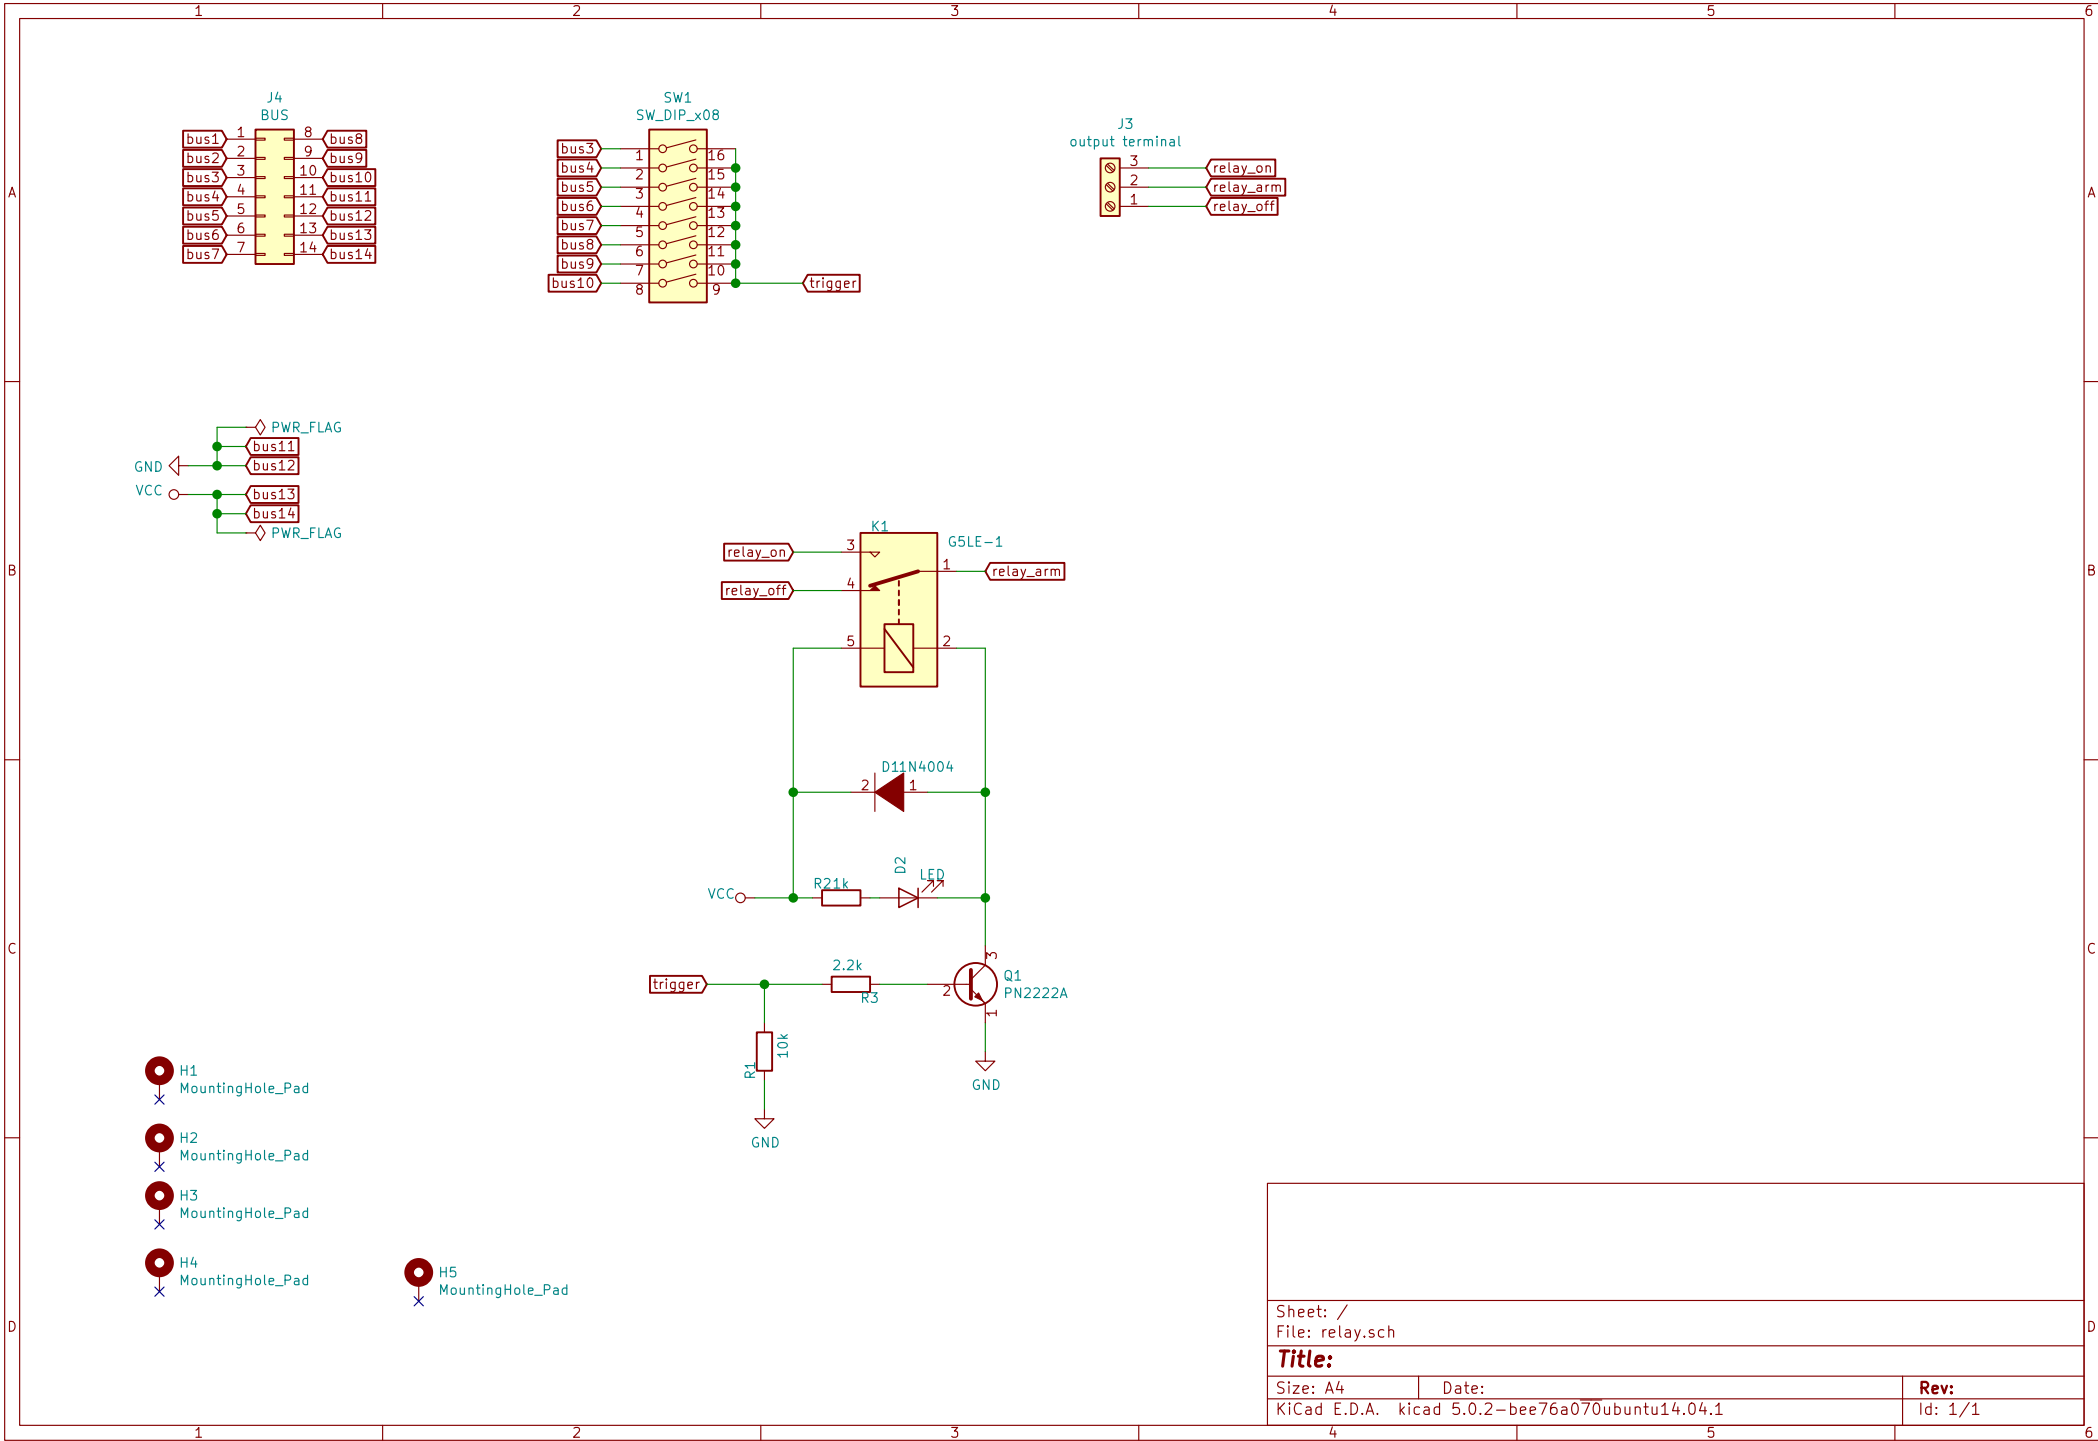 1 2 3 4 5 6
A
B
C
D
A
B
C
D
1 2 3 4 5 6
J4
BUS
bus1 1 8 bus8
bus2 2 9 bus9
bus3 3 10 bus10
bus4 4 11 bus11
bus5 5 12 bus12
bus6 6 13 bus13
bus7 7 14 bus14
SW1
SW_DIP_x08
bus3 1 16
bus4 2 15
bus5 3 14
bus6 4 13
bus7 5 12
bus8 6 11
bus9 7 10
bus10 8 9 trigger
J3
output terminal
3 relay_on
2 relay_arm
1 relay_off
PWR_FLAG
bus11
GND bus12
VCC bus13
bus14
PWR_FLAG
K1
G5LE-1
relay_on 3
1 relay_arm
relay_off 4
5 2
D11N4004
2 1
D2
LED
R21k
VCC
3
2.2k
trigger
R3
2
Q1
PN2222A
1
GND
10k
R1
GND
H1
MountingHole_Pad
H2
MountingHole_Pad
H3
MountingHole_Pad
H4
MountingHole_Pad
H5
MountingHole_Pad
Sheet: /
File: relay.sch
Title:
Size: A4 Date: Rev:
KiCad E.D.A. kicad 5.0.2-bee76a070ubuntu14.04.1 Id: 1/1